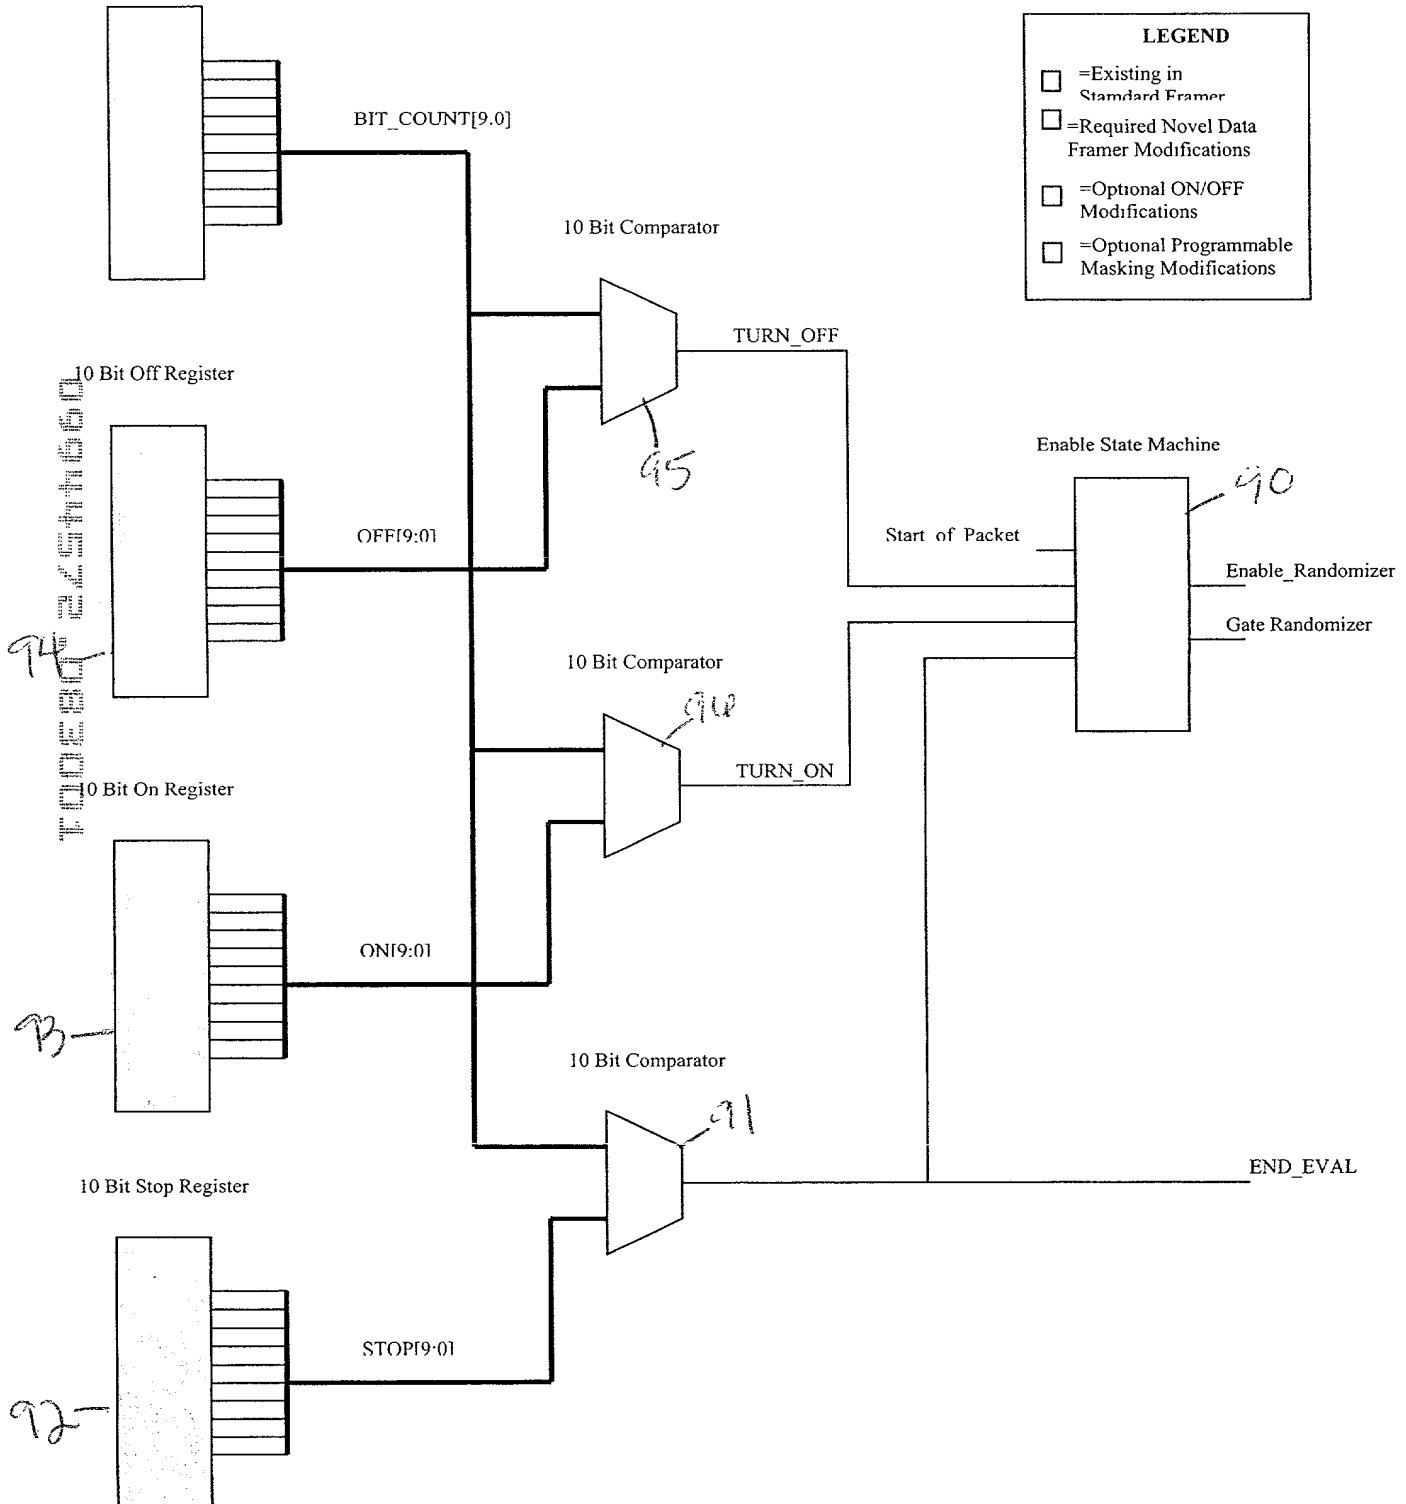 LEGEND
=Existing in
Stamdard Framer
=Required Novel Data
Framer Modifications
=Optional ON/OFF
Modifications
=Optional Programmable
Masking Modifications
BIT_COUNT[9.0]
10 Bit Comparator
TURN_OFF
95
10 Bit Off Register
OFF[9:0]
94
Enable State Machine
90
Start of Packet
Enable_Randomizer
Gate Randomizer
10 Bit Comparator
96
TURN_ON
10 Bit On Register
ON[9:0]
93
10 Bit Comparator
91
END_EVAL
10 Bit Stop Register
STOP[9:0]
92